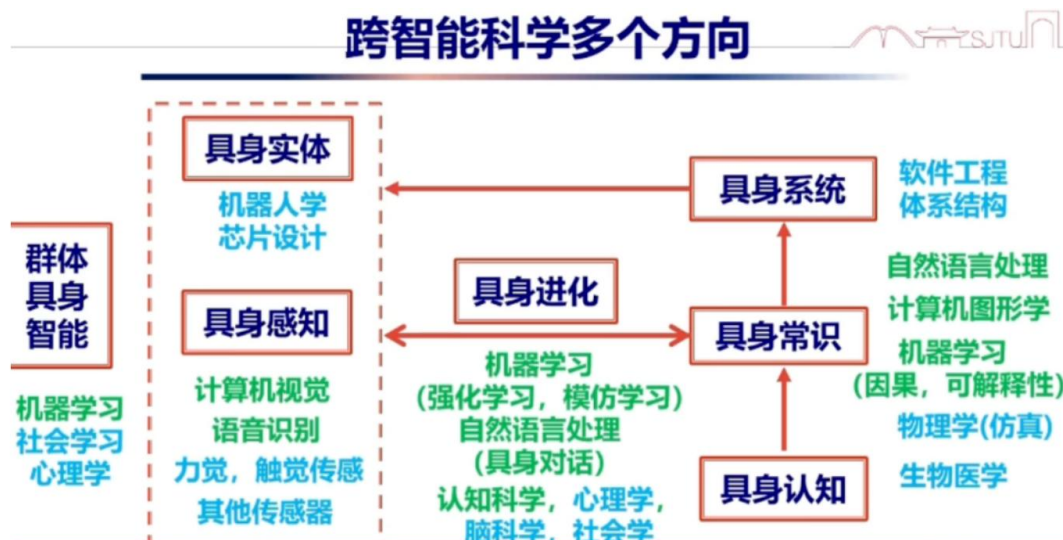 跨智能科学多个方向
SJTU
群体
具身
智能
机器学习
社会学习
心理学
具身实体
机器人学
芯片设计
具身感知
计算机视觉
语音识别
力觉，触觉传感
其他传感器
具身进化
机器学习
(强化学习，模仿学习)
自然语言处理
(具身对话)
认知科学，心理学，
脑科学，社会学
具身系统
软件工程
体系结构
具身常识
自然语言处理
计算机图形学
机器学习
(因果，可解释性)
物理学(仿真)
生物医学
具身认知